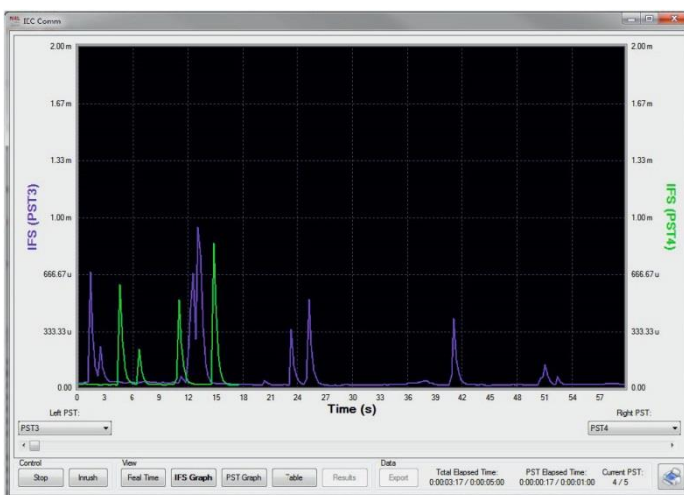 IEC Comm
2.00 m 2.00 m
1.67 m 1.67 m
1.33 m 1.33 m
1.00 m 1.00 m
666.67 u 666.67 u
333.33 u 333.33 u
0.00 0.00
IFS (PST3)
IFS (PST4)
0 3 6 9 12 15 18 21 24 27 30 33 36 39 42 45 48 51 54 57
Time (s)
Left PST: Right PST:
PST3 PST4
Control View Data
Stop Inrush Real Time IFS Graph PST Graph Table Results Export
Total Elapsed Time: PST Elapsed Time: Current PST:
0:00:03:17 / 0:00:05:00 0:00:00:17 / 0:00:01:00 4 / 5